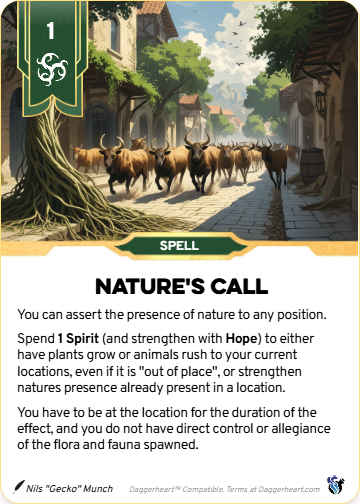 1
SPELL
NATURE'S CALL
You can assert the presence of nature to any position.
Spend 1 Spirit (and strengthen with Hope) to either
have plants grow or animals rush to your current
locations, even if it is "out of place", or strengthen
natures presence already present in a location.
You have to be at the location for the duration of the
effect, and you do not have direct control or allegiance
of the flora and fauna spawned.
Nils "Gecko" Munch
Daggerheart™ Compatible. Terms at Daggerheart.com